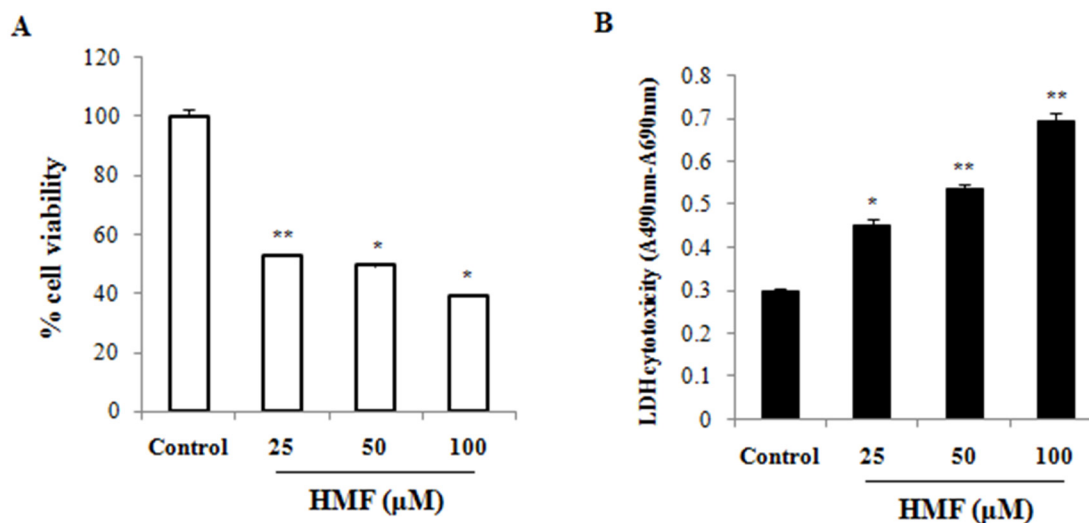 A
120
100
80
60
40
20
0
% cell viability
**
*
*
Control 25 50 100
HMF (µM)
B
0.8
0.7
0.6
0.5
0.4
0.3
0.2
0.1
0
LDHcytotoxicity (A490nm-A690nm)
*
**
**
Control 25 50 100
HMF (µM)